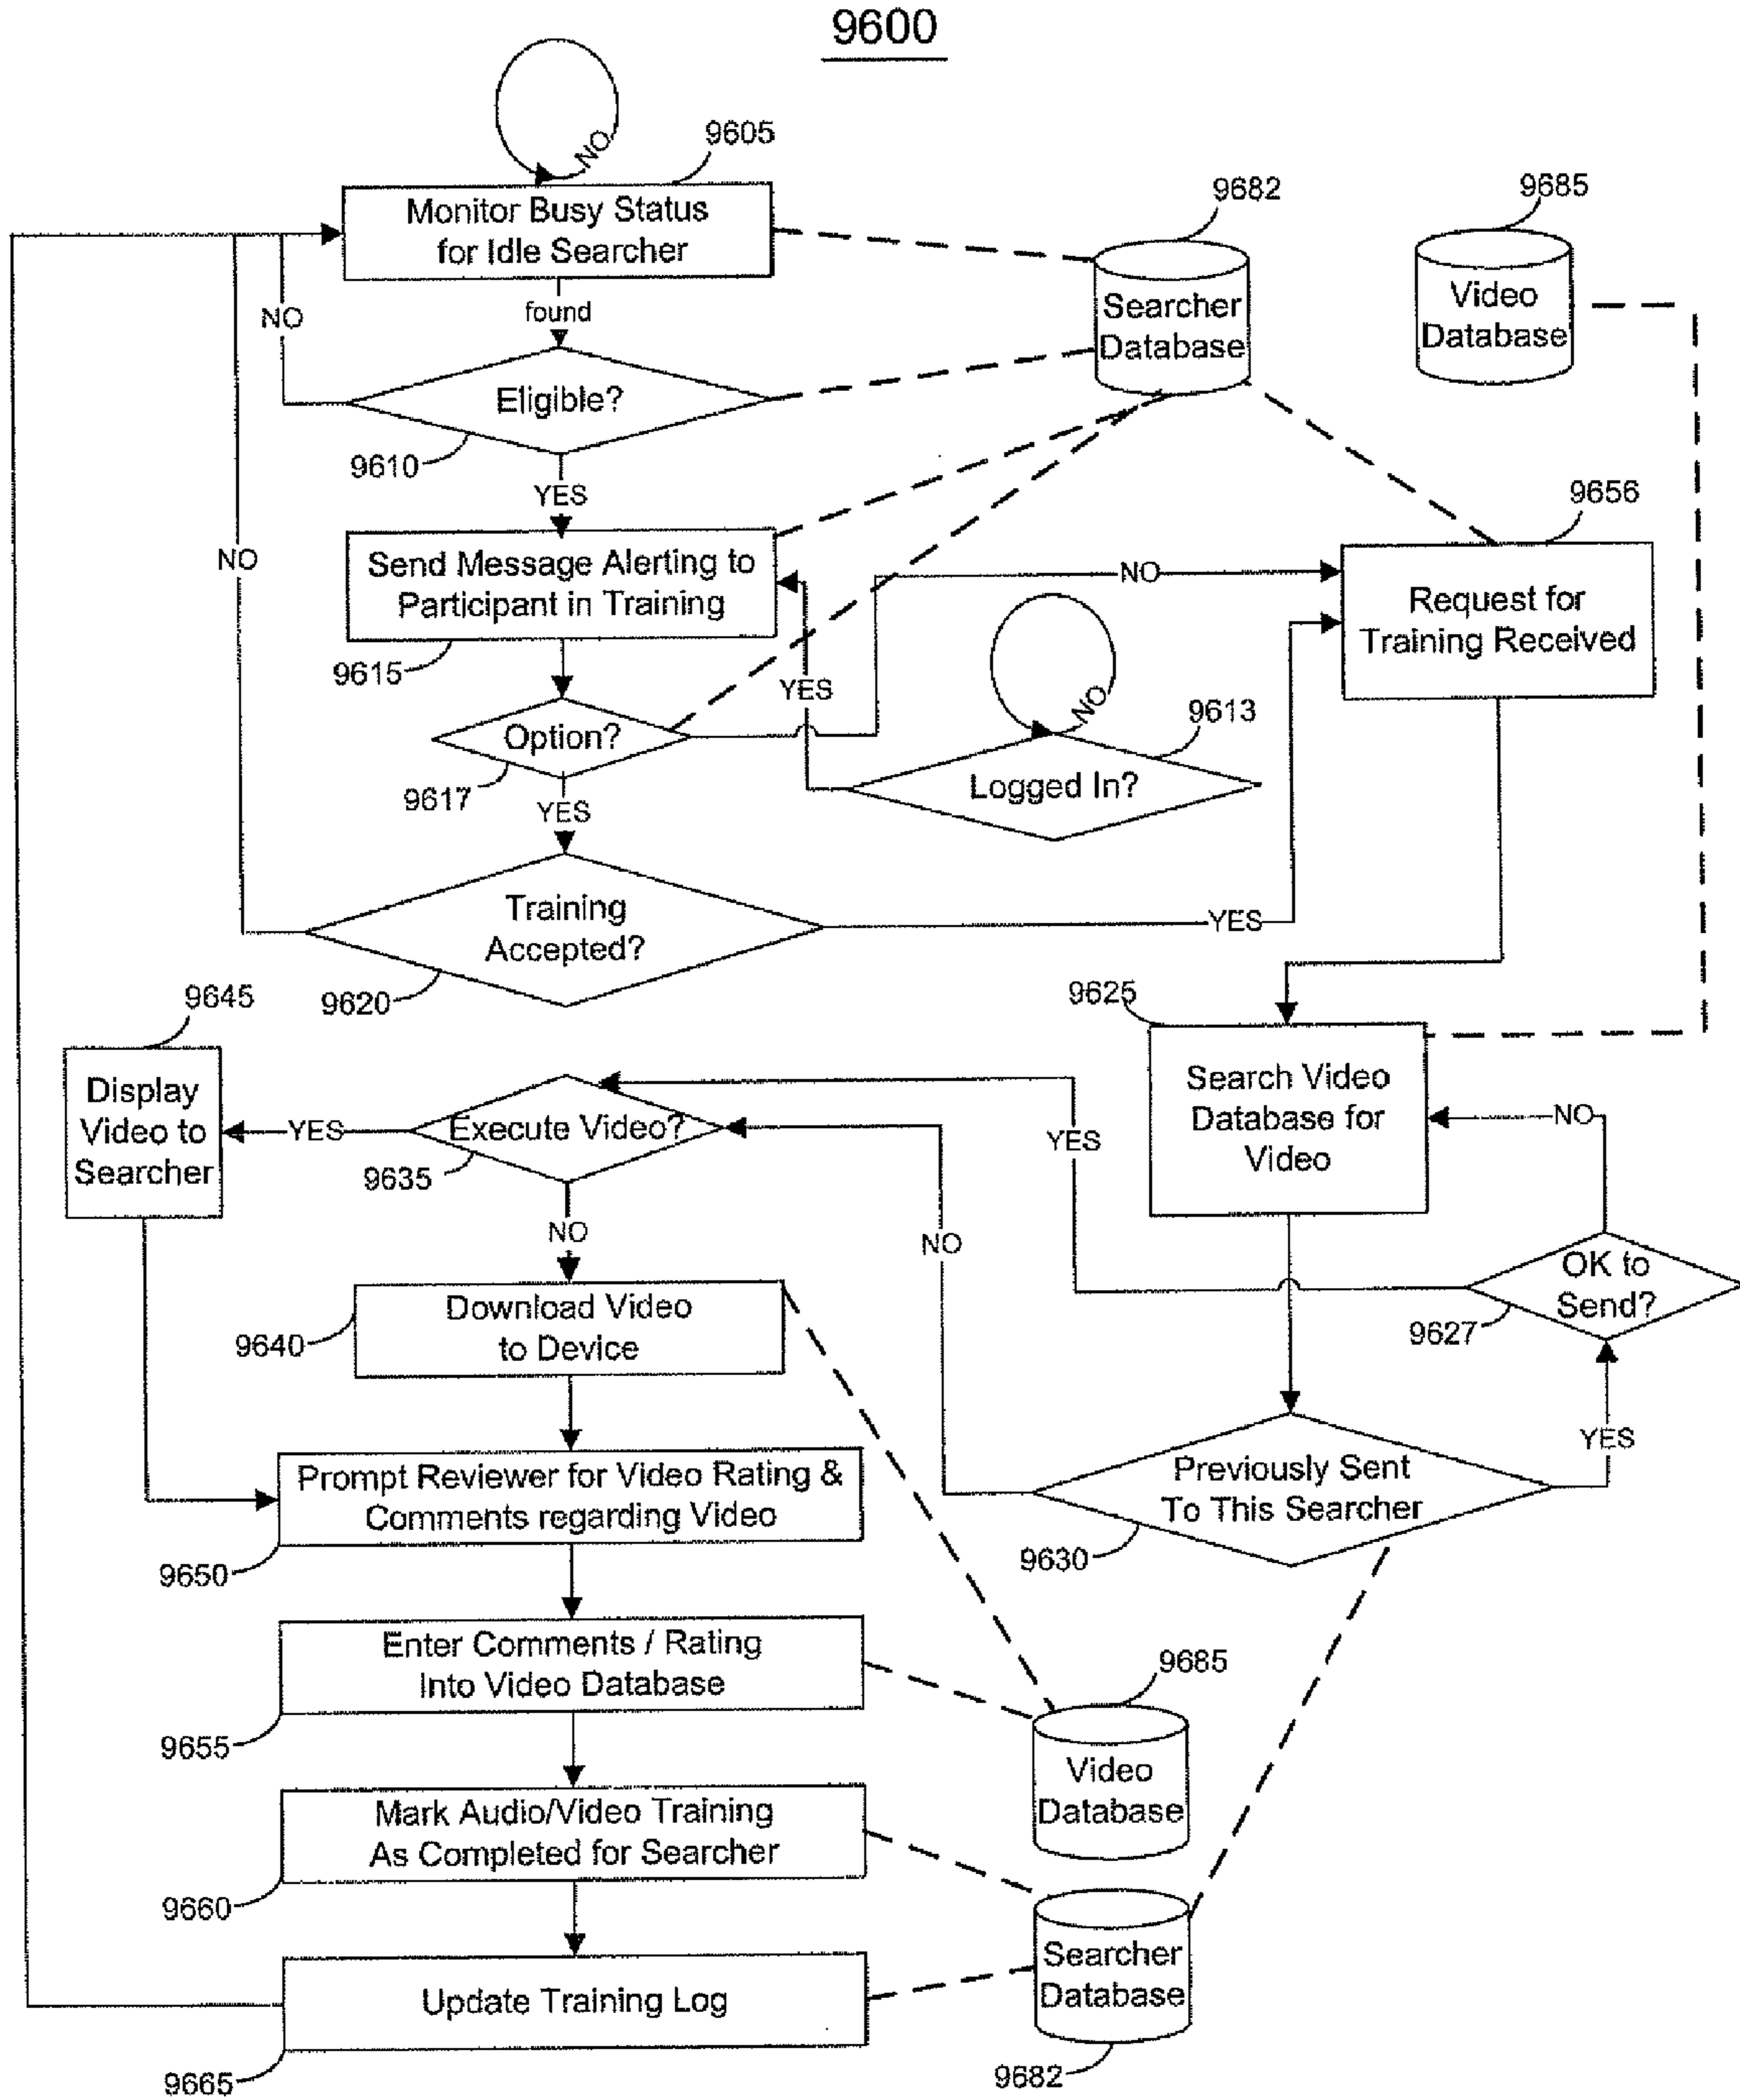 9600
NO
9605
Monitor Busy Status
for Idle Searcher
9682
Searcher
Database
9685
Video
Database
NO
found
Eligible?
9610
YES
NO
Send Message Alerting to
Participant in Training
9615
NO
9656
Request for
Training Received
YES
NO
9613
Logged In?
Option?
9617
YES
Training
Accepted?
9620
YES
9645
Display
Video to
Searcher
YES
Execute Video?
9635
NO
YES
9625
Search Video
Database for
Video
NO
OK to
Send?
9627
NO
Download Video
to Device
9640
YES
Previously Sent
To This Searcher
9630
Prompt Reviewer for Video Rating &
Comments regarding Video
9650
Enter Comments / Rating
Into Video Database
9655
9685
Video
Database
Mark Audio/Video Training
As Completed for Searcher
9660
Searcher
Database
9682
Update Training Log
9665